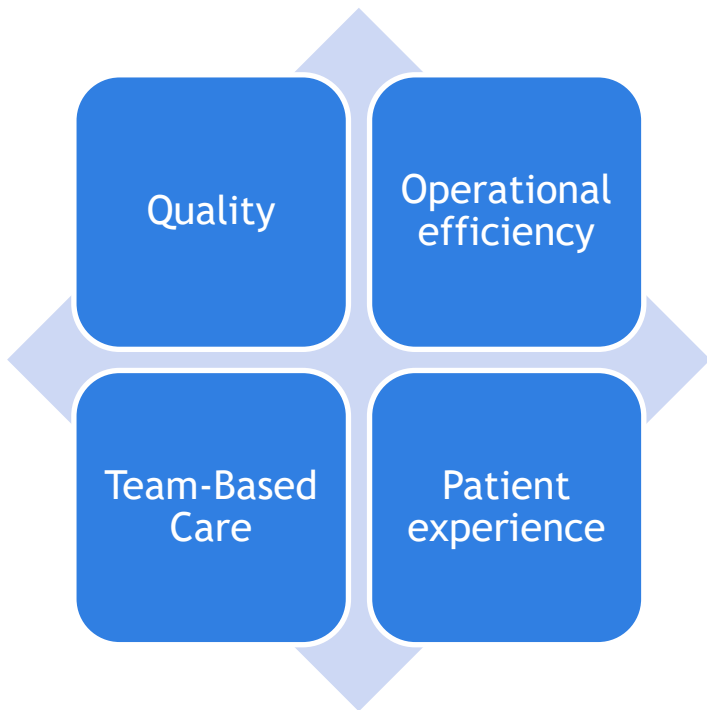 Quality
Operational
efficiency
Team-Based
Care
Patient
experience